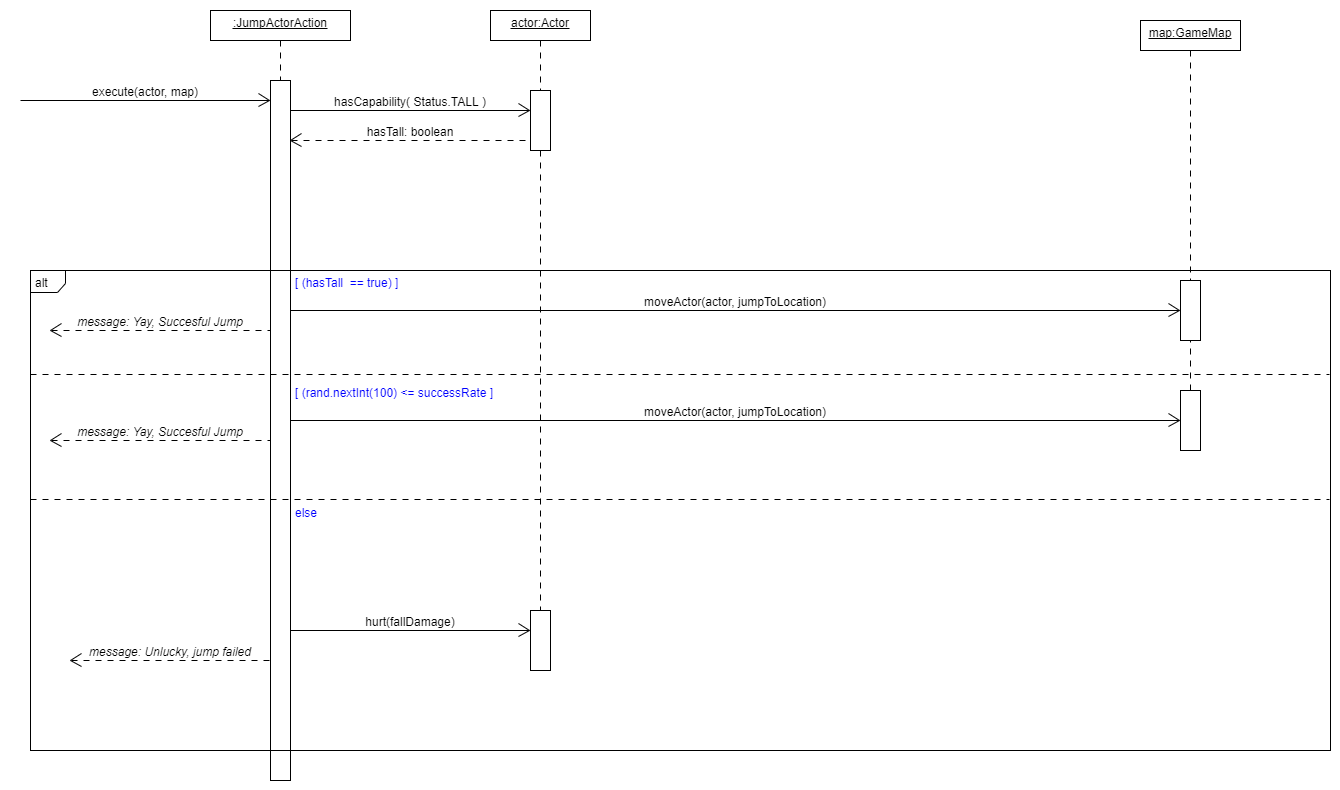 :JumpActorAction
actor:Actor
map:GameMap
execute(actor, map)
hasCapability( Status.TALL )
hasTall: boolean
alt
[ (hasTall  == true) ]
moveActor(actor, jumpToLocation)
message: Yay, Succesful Jump
[ (rand.nextInt(100) <= successRate ]
moveActor(actor, jumpToLocation)
message: Yay, Succesful Jump
else
hurt(fallDamage)
message: Unlucky, jump failed